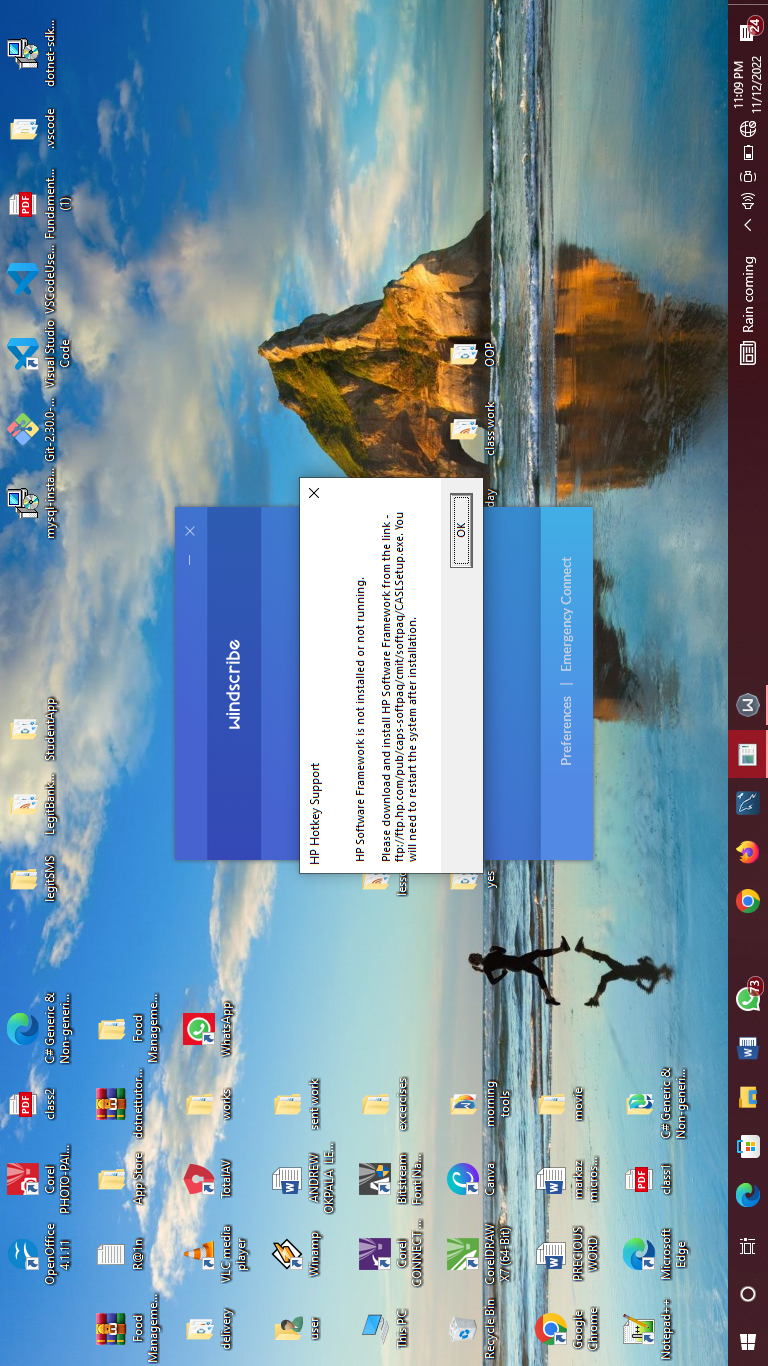 OpenOffice
4.1.11
Corel
PHOTO-PAI...
class2
C# Generic &
Non-generi...
legitSMS
LegitBank...
StudentApp
mysql-insta...
Git-2.30.0-...
Visual Studio
Code
VSCodeUse...
Fundament...
(1)
.vscode
dotnet-sdk...
Food
Manageme...
R@1n
App Store
dotnettutor...
Food
Manageme...
delivery
VLC media
player
TotalAV
works
WhatsApp
user
Winamp
ANDREW
OKPALA_LE...
sent work
This PC
Corel
CONNECT ...
Bitstream
Font Na...
excercises
Recycle Bin
CorelDRAW
X7 (64-Bit)
Canva
morning
tools
yes
day
class work
OOP
Google
Chrome
PRECIOUS
WORD
markaz
micros...
movie
Notepad++
Microsoft
Edge
class1
C# Generic &
Non-generi...
windscribe
HP Hotkey Support
HP Software Framework is not installed or not running.
Please download and install HP Software Framework from the link -
ftp://ftp.hp.com/pub/caps-softpaq/cmit/softpaq/CASLSetup.exe. You
will need to restart the system after installation.
OK
Preferences | Emergency Connect
73
Rain coming
11:09 PM
11/12/2022
24